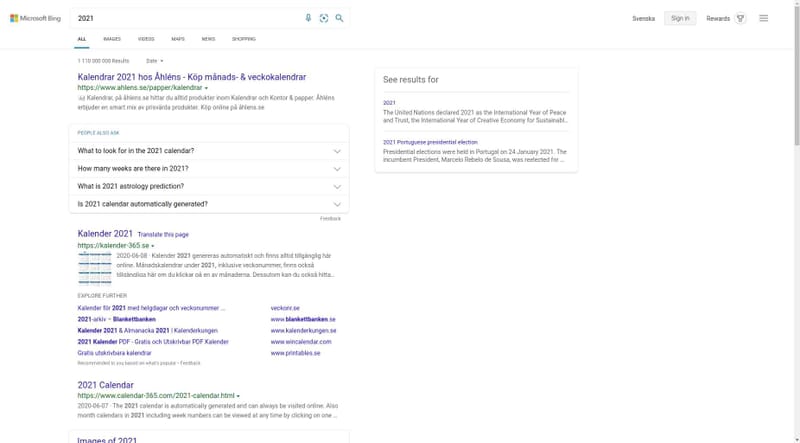 Microsoft Bing
2021
Svenska
Sign in
Rewards
ALL
IMAGES
VIDEOS
MAPS
NEWS
SHOPPING
1 110 000 000 Results
Date
Kalendrar 2021 hos Åhléns - Köp månads- & veckokalendrar
https://www.ahlens.se/papper/kalendrar
Ad Kalendrar, på åhlens.se hittar du alltid produkter inom Kalendrar och Kontor & papper. Åhléns
erbjuder en smart mix av prisvärda produkter. Köp online på åhlens.se
PEOPLE ALSO ASK
What to look for in the 2021 calendar?
How many weeks are there in 2021?
What is 2021 astrology prediction?
Is 2021 calendar automatically generated?
Feedback
Kalender 2021 Translate this page
https://kalender-365.se
2020-06-08 · Kalender 2021 genereras automatiskt och finns alltid tillgänglig här
online. Månadskalendrar under 2021, inklusive veckonummer, finns också
tillgängliga här om du klickar på en av månaderna. Dessutom kan du också hitta...
EXPLORE FURTHER
Kalender för 2021 med helgdagar och veckonummer ...
veckonr.se
2021-arkiv – Blankettbanken
www.blankettbanken.se
Kalender 2021 & Almanacka 2021 | Kalenderkungen
www.kalenderkungen.se
2021 Kalender PDF - Gratis och Utskrivbar PDF Kalender
www.wincalendar.com
Gratis utskrivbara kalendrar
www.printables.se
Recommended to you based on what's popular • Feedback
2021 Calendar
https://www.calendar-365.com/2021-calendar.html
2020-06-07 · The 2021 calendar is automatically generated and can always be visited online. Also
month calendars in 2021 including week numbers can be viewed at any time by clicking on one ...
Images of 2021
See results for
2021
The United Nations declared 2021 as the International Year of Peace
and Trust, the International Year of Creative Economy for Sustainabl...
2021 Portuguese presidential election
Presidential elections were held in Portugal on 24 January 2021. The
incumbent President, Marcelo Rebelo de Sousa, was reelected for ...